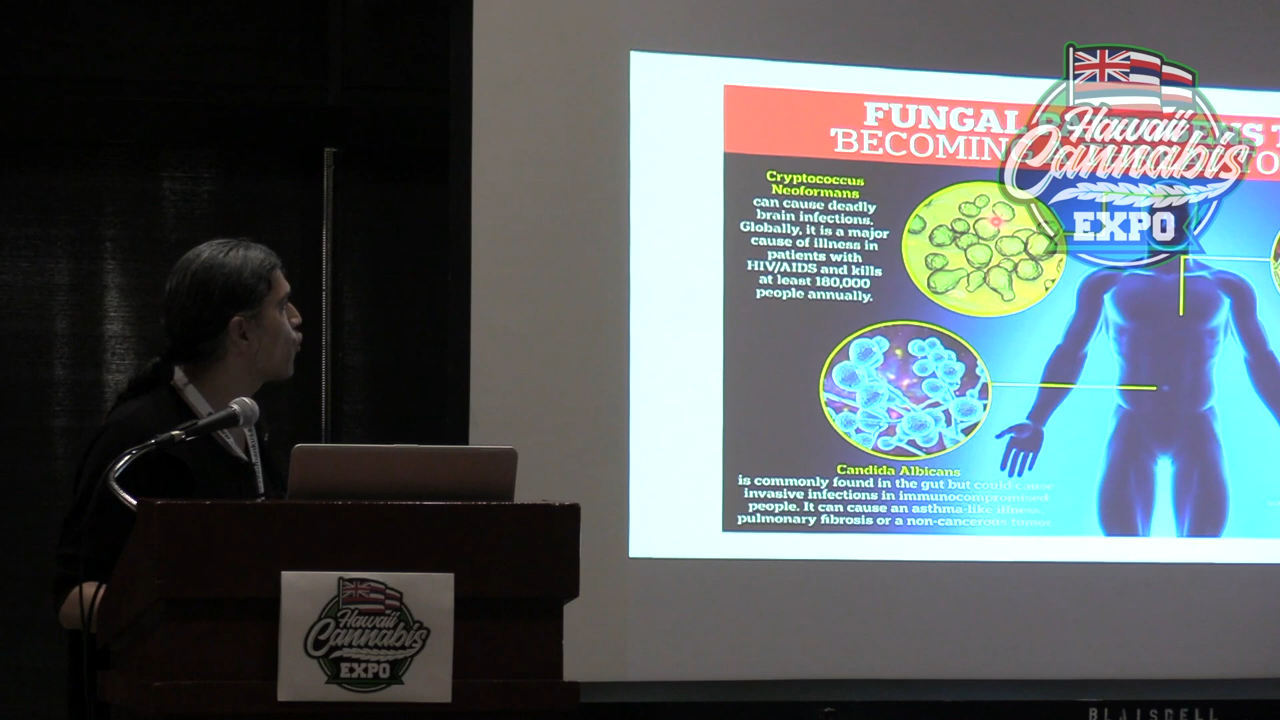 FUNGAL
BECOMING
Hawaii
Cannabis
EXPO
Cryptococcus
Neoformans
can cause deadly
brain infections.
Globally, it is a major
cause of illness in
patients with
HIV/AIDS and kills
at least 180,000
people annually.
Candida Albicans
is commonly found in the gut but could cause
invasive infections in immunocompromised
people. It can cause an asthma-like illness,
pulmonary fibrosis or a non-cancerous tumor.
Hawaii
Cannabis
EXPO
BLAISDELL